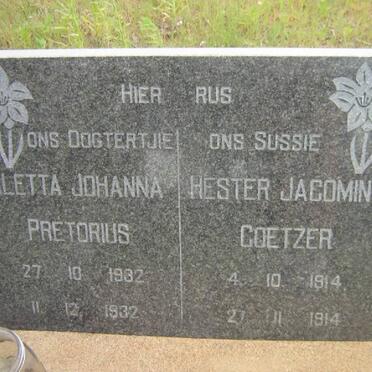 HIER RUS
ONS DOGTERTJIE
LETTA JOHANNA
PRETORIUS
27 10 1932
11 12 1932
ONS SUSSIE
HESTER JACOMIN
COETZER
4 10 1914
27 11 1914